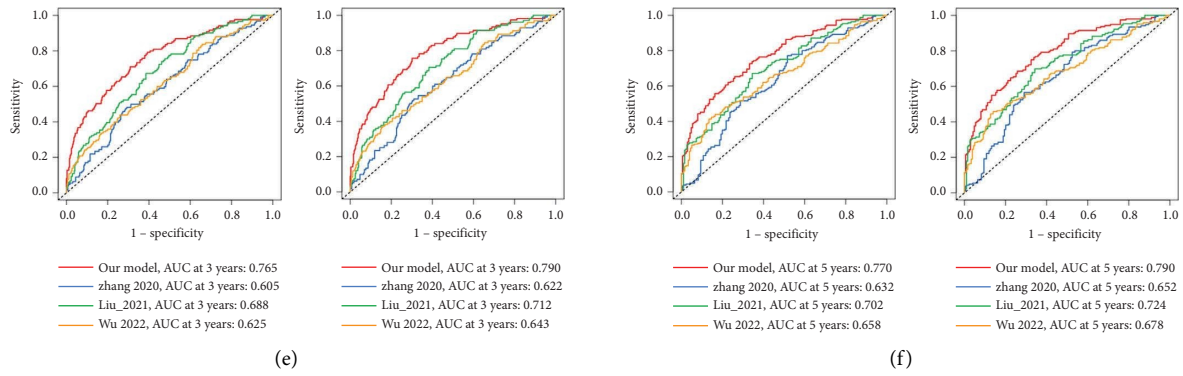 1.0
0.8
0.6
0.4
0.2
0.0
Sensitivity
0.0 0.2 0.4 0.6 0.8 1.0
1 – specificity
Our model, AUC at 3 years: 0.765
zhang 2020, AUC at 3 years: 0.605
Liu_2021, AUC at 3 years: 0.688
Wu 2022, AUC at 3 years: 0.625
1.0
0.8
0.6
0.4
0.2
0.0
Sensitivity
0.0 0.2 0.4 0.6 0.8 1.0
1 – specificity
Our model, AUC at 3 years: 0.790
zhang 2020, AUC at 3 years: 0.622
Liu_2021, AUC at 3 years: 0.712
Wu 2022, AUC at 3 years: 0.643
(e)
1.0
0.8
0.6
0.4
0.2
0.0
Sensitivity
0.0 0.2 0.4 0.6 0.8 1.0
1 – specificity
Our model, AUC at 5 years: 0.770
zhang 2020, AUC at 5 years: 0.632
Liu_2021, AUC at 5 years: 0.702
Wu 2022, AUC at 5 years: 0.658
1.0
0.8
0.6
0.4
0.2
0.0
Sensitivity
0.0 0.2 0.4 0.6 0.8 1.0
1 – specificity
Our model, AUC at 5 years: 0.790
zhang 2020, AUC at 5 years: 0.652
Liu_2021, AUC at 5 years: 0.724
Wu 2022, AUC at 5 years: 0.678
(f)